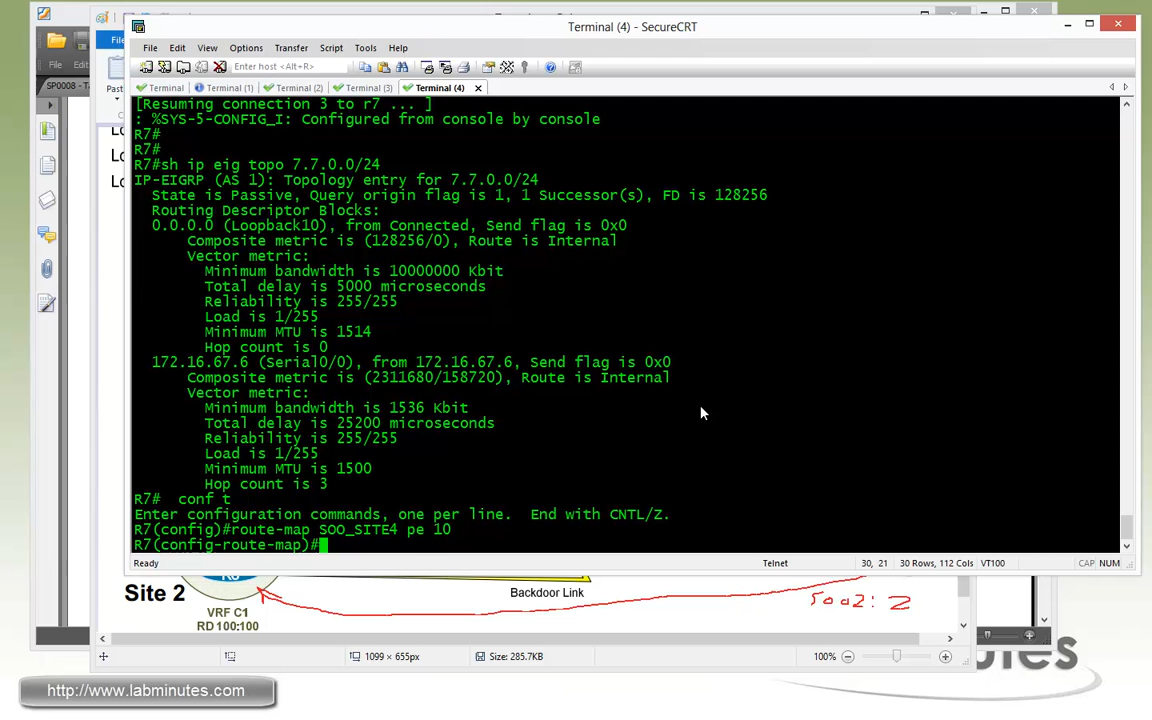 Terminal (4) - SecureCRT
File Edit View Options Transfer Script Tools Help
Enter host <Alt+R>
Terminal Terminal (1) Terminal (2) Terminal (3) Terminal (4)
[Resuming connection 3 to r7 ... ]
: %SYS-5-CONFIG_I: Configured from console by console
R7#
R7#
R7#sh ip eig topo 7.7.0.0/24
IP-EIGRP (AS 1): Topology entry for 7.7.0.0/24
State is Passive, Query origin flag is 1, 1 Successor(s), FD is 128256
Routing Descriptor Blocks:
0.0.0.0 (Loopback10), from Connected, Send flag is 0x0
Composite metric is (128256/0), Route is Internal
Vector metric:
Minimum bandwidth is 10000000 Kbit
Total delay is 5000 microseconds
Reliability is 255/255
Load is 1/255
Minimum MTU is 1514
Hop count is 0
172.16.67.6 (Serial0/0), from 172.16.67.6, Send flag is 0x0
Composite metric is (2311680/158720), Route is Internal
Vector metric:
Minimum bandwidth is 1536 Kbit
Total delay is 25200 microseconds
Reliability is 255/255
Load is 1/255
Minimum MTU is 1500
Hop count is 3
R7#  conf t
Enter configuration commands, one per line.  End with CNTL/Z.
R7(config)#route-map SOO_SITE4 pe 10
R7(config-route-map)#
Ready Telnet 30, 21 30 Rows, 112 Cols VT100 CAP NUM
File
File
Paste
SP0008 - T
Lo
Lo
Lo
Site 2
Backdoor Link
5002: 2
VRF C1
RD 100:100
1099 × 655px Size: 285.7KB 100%
http://www.labminutes.com